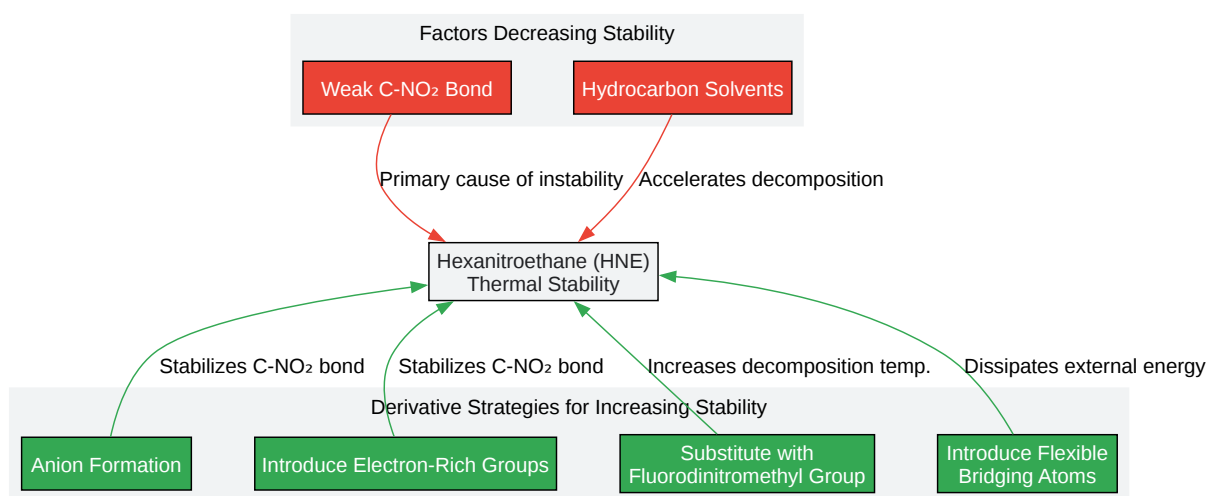 Factors Decreasing Stability
Weak C-NO₂ Bond
Hydrocarbon Solvents
Primary cause of instability
Accelerates decomposition
Hexanitroethane (HNE)
Thermal Stability
Stabilizes C-NO₂ bond
Stabilizes C-NO₂ bond
Increases decomposition temp.
Dissipates external energy
Derivative Strategies for Increasing Stability
Anion Formation
Introduce Electron-Rich Groups
Substitute with
Fluorodinitromethyl Group
Introduce Flexible
Bridging Atoms